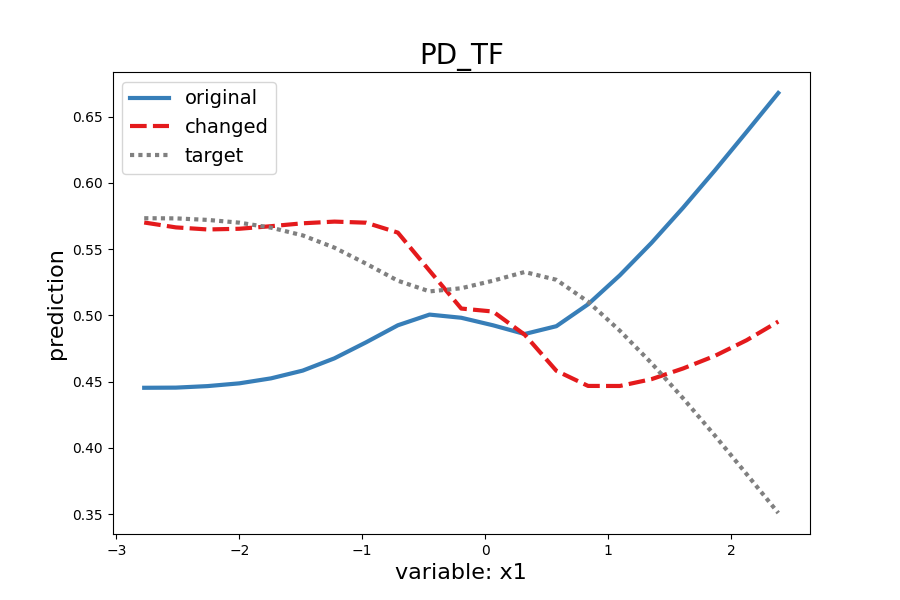 PD_TF
original
changed
target
0.65
0.60
0.55
0.50
0.45
0.40
0.35
prediction
−3
−2
−1
0
1
2
variable: x1